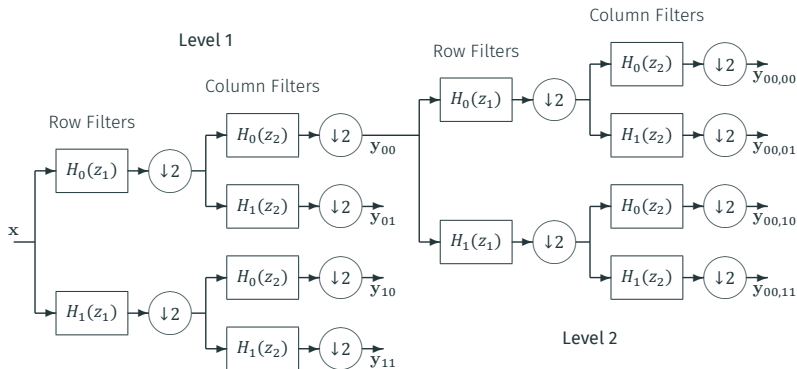 Level 1
Row Filters
Column Filters
x
H₀(z₁)
↓2
H₀(z₂)
↓2
y₀₀
H₁(z₂)
↓2
y₀₁
H₁(z₁)
↓2
H₀(z₂)
↓2
y₁₀
H₁(z₂)
↓2
y₁₁
Row Filters
Column Filters
H₀(z₁)
↓2
H₀(z₂)
↓2
y₀₀,₀₀
H₁(z₂)
↓2
y₀₀,₀₁
H₁(z₁)
↓2
H₀(z₂)
↓2
y₀₀,₁₀
H₁(z₂)
↓2
y₀₀,₁₁
Level 2